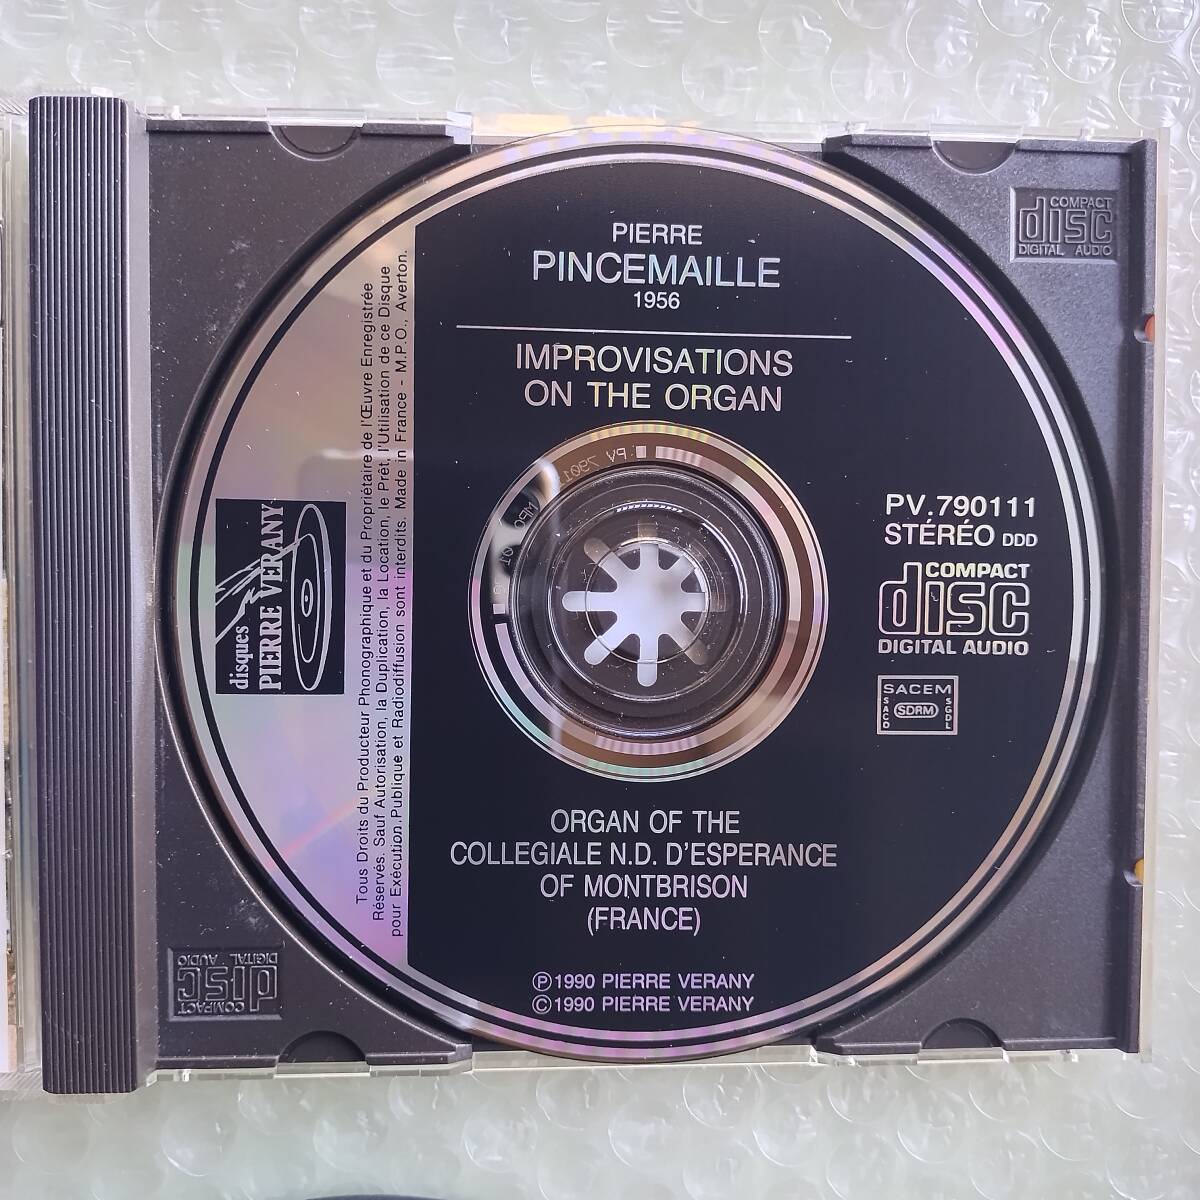 PIERRE
PINCEMAILLE
1956
IMPROVISATIONS
ON THE ORGAN
PV.790111
STÉRÉO DDD
COMPACT
disc
DIGITAL AUDIO
SACEM
SACD
SDRM
SGDL
ORGAN OF THE
COLLEGIALE N.D. D'ESPERANCE
OF MONTBRISON
(FRANCE)
Ⓟ 1990 PIERRE VERANY
© 1990 PIERRE VERANY
disques
PIERRE VERANY
Tous Droits du Producteur Phonographique et du Propriétaire de l'Œuvre Enregistrée
Réservés. Sauf Autorisation, la Duplication, la Location, le Prêt, l'Utilisation de ce Disque
pour Exécution.Publique et Radiodiffusion sont interdits. Made in France - M.P.O., Averton.
COMPACT
disc
DIGITAL AUDIO
COMPACT
disc
DIGITAL AUDIO